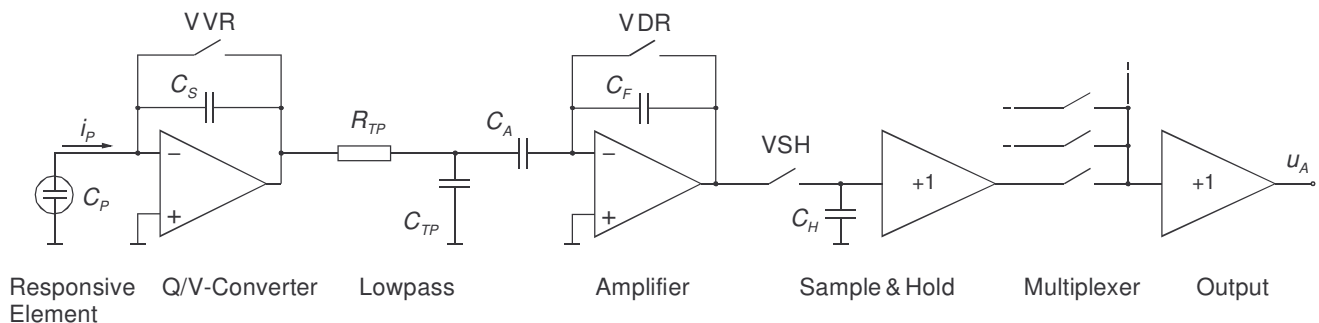 VVR
VDR
C_S
C_F
i_P
R_TP
C_A
VSH
u_A
−
−
+1
+1
C_P
+
C_TP
+
C_H
Responsive Element
Q/V-Converter
Lowpass
Amplifier
Sample & Hold
Multiplexer
Output